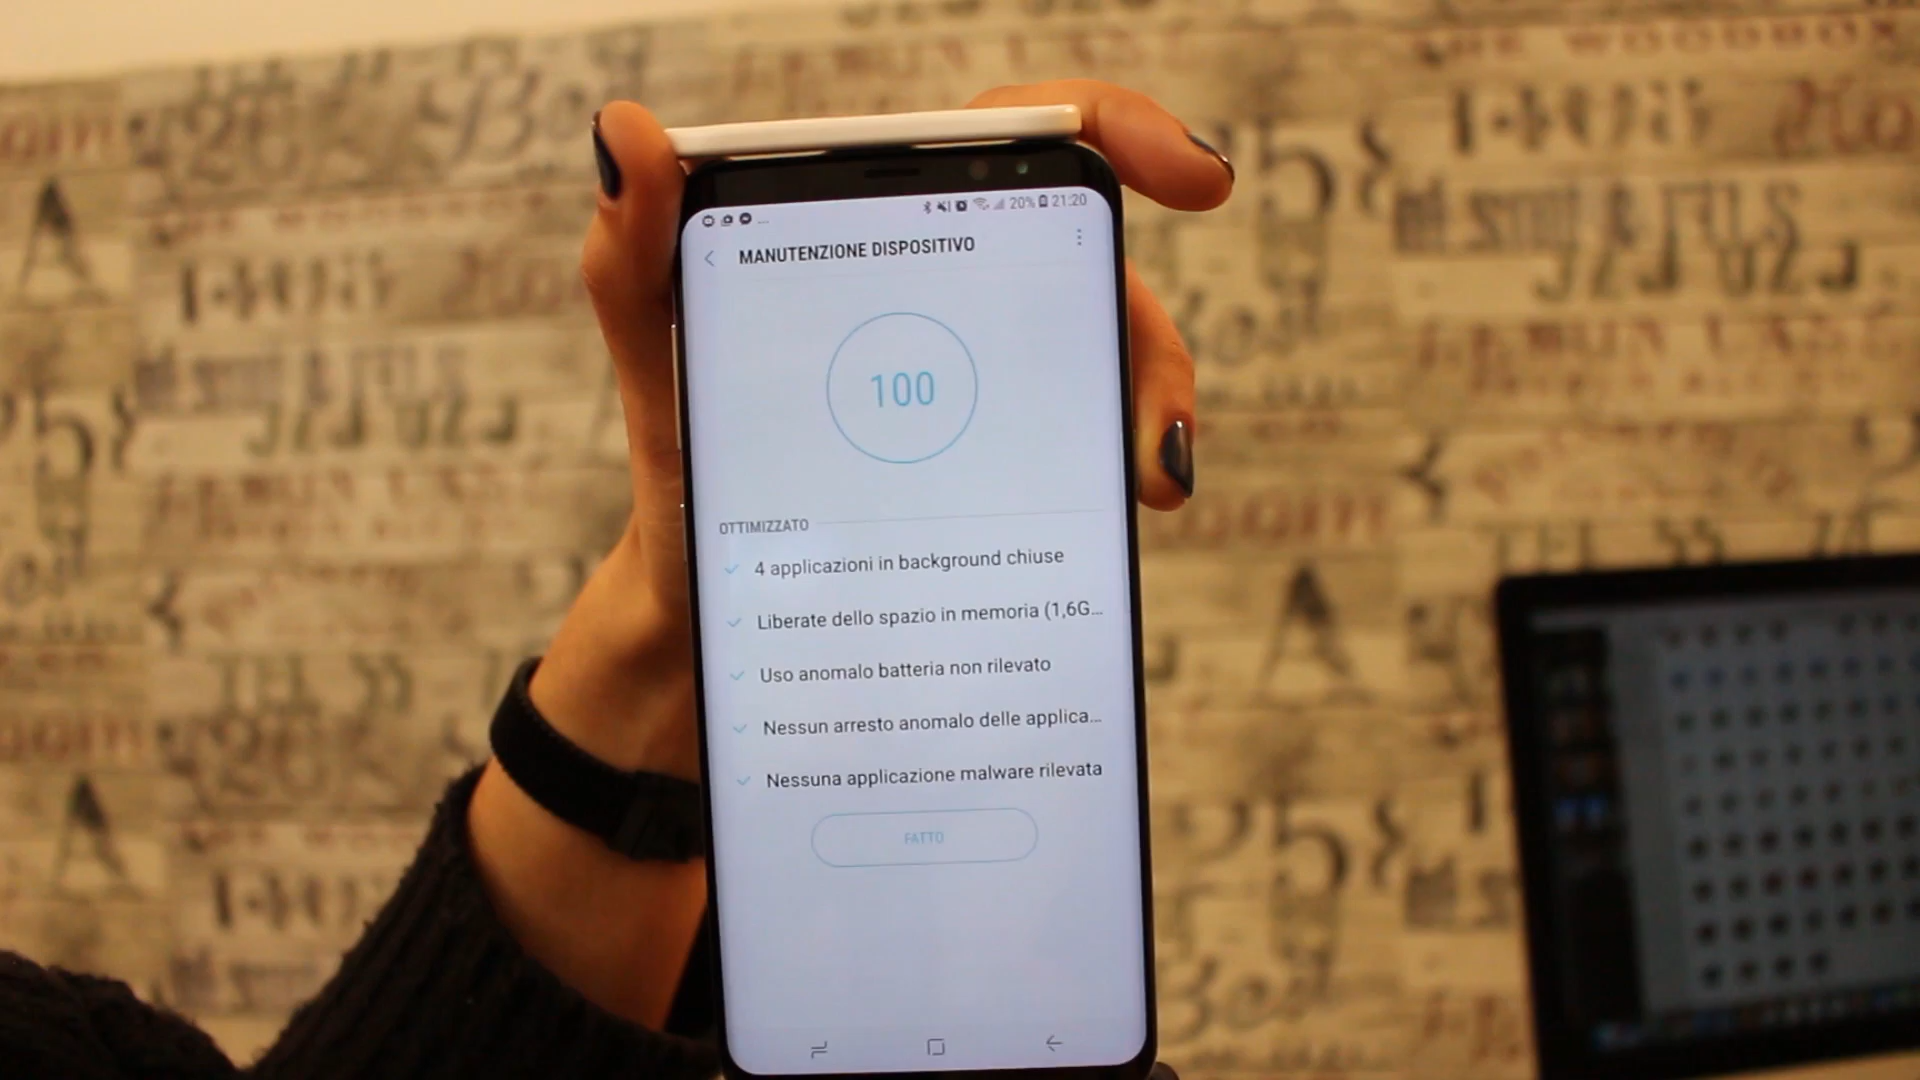 20% 21:20
MANUTENZIONE DISPOSITIVO
100
OTTIMIZZATO
4 applicazioni in background chiuse
Liberate dello spazio in memoria (1,6G...
Uso anomalo batteria non rilevato
Nessun arresto anomalo delle applica...
Nessuna applicazione malware rilevata
FATTO